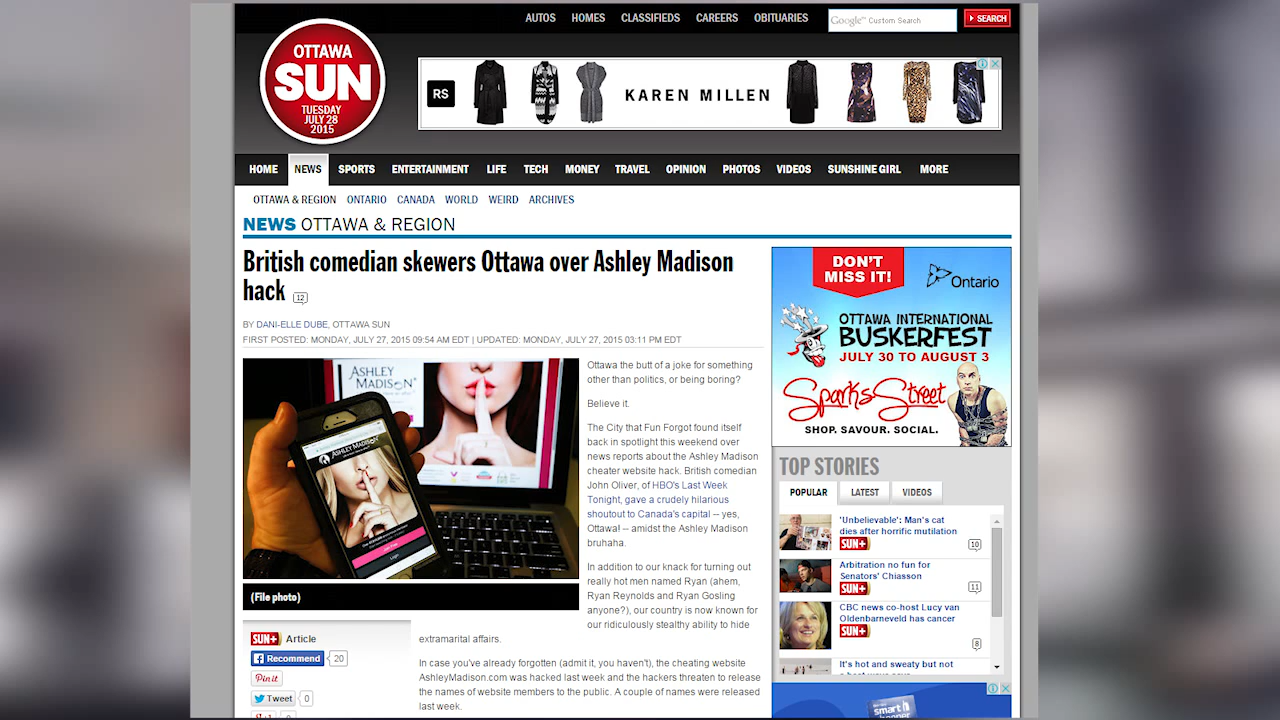 AUTOS HOMES CLASSIFIEDS CAREERS OBITUARIES
Google™ Custom Search
SEARCH
OTTAWA
SUN
TUESDAY
JULY 28
2015
RS
KAREN MILLEN
HOME NEWS SPORTS ENTERTAINMENT LIFE TECH MONEY TRAVEL OPINION PHOTOS VIDEOS SUNSHINE GIRL MORE
OTTAWA & REGION ONTARIO CANADA WORLD WEIRD ARCHIVES
NEWS OTTAWA & REGION
British comedian skewers Ottawa over Ashley Madison
hack 12
BY DANI-ELLE DUBE, OTTAWA SUN
FIRST POSTED: MONDAY, JULY 27, 2015 09:54 AM EDT | UPDATED: MONDAY, JULY 27, 2015 03:11 PM EDT
ASHLEY
MADISON
ASHLEY MADISON
(File photo)
Ottawa the butt of a joke for something
other than politics, or being boring?
Believe it.
The City that Fun Forgot found itself
back in spotlight this weekend over
news reports about the Ashley Madison
cheater website hack. British comedian
John Oliver, of HBO's Last Week
Tonight, gave a crudely hilarious
shoutout to Canada's capital -- yes,
Ottawa! -- amidst the Ashley Madison
bruhaha.
In addition to our knack for turning out
really hot men named Ryan (ahem,
Ryan Reynolds and Ryan Gosling
anyone?), our country is now known for
our ridiculously stealthy ability to hide
extramarital affairs.
In case you've already forgotten (admit it, you haven't), the cheating website
AshleyMadison.com was hacked last week and the hackers threaten to release
the names of website members to the public. A couple of names were released
last week.
SUN+ Article
Recommend 20
Pin it
Tweet 0
DON'T
MISS IT!
Ontario
OTTAWA INTERNATIONAL
BUSKERFEST
JULY 30 TO AUGUST 3
Sparks Street
SHOP. SAVOUR. SOCIAL.
TOP STORIES
POPULAR LATEST VIDEOS
'Unbelievable': Man's cat
dies after horrific mutilation
SUN+ 10
Arbitration no fun for
Senators' Chiasson
SUN+ 11
CBC news co-host Lucy van
Oldenbarneveld has cancer
SUN+
8
It's hot and sweaty but not
smart